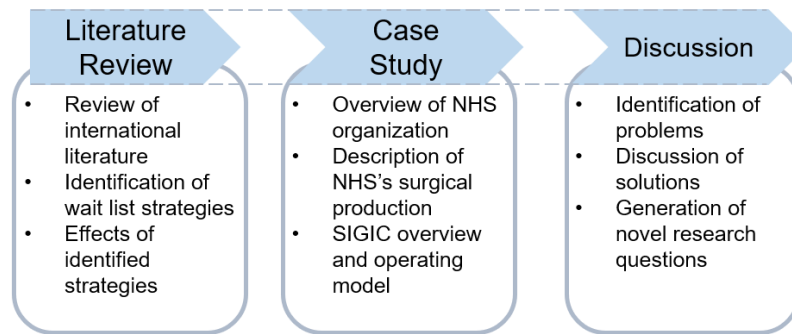 Literature
Review
• Review of
international
literature
• Identification of
wait list strategies
• Effects of
identified
strategies
Case
Study
• Overview of NHS
organization
• Description of
NHS's surgical
production
• SIGIC overview
and operating
model
Discussion
• Identification of
problems
• Discussion of
solutions
• Generation of
novel research
questions